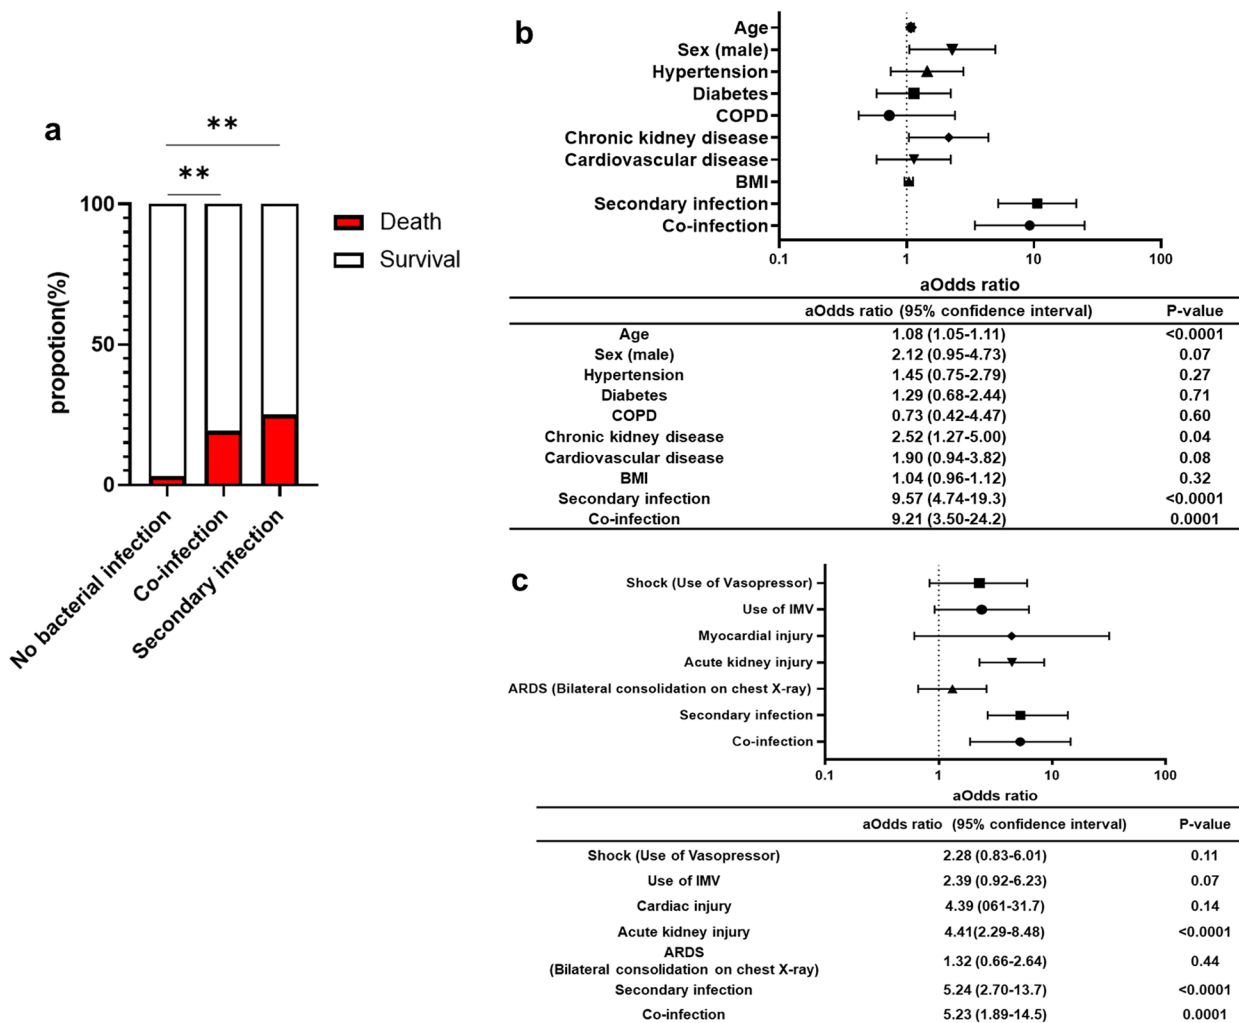 a
**
**
100
50
0
propotion(%)
No bacterial infection
Co-infection
Secondary infection
Death
Survival
b
Age
Sex (male)
Hypertension
Diabetes
COPD
Chronic kidney disease
Cardiovascular disease
BMI
Secondary infection
Co-infection
0.1 1 10 100
aOdds ratio
aOdds ratio (95% confidence interval) P-value
Age 1.08 (1.05-1.11) <0.0001
Sex (male) 2.12 (0.95-4.73) 0.07
Hypertension 1.45 (0.75-2.79) 0.27
Diabetes 1.29 (0.68-2.44) 0.71
COPD 0.73 (0.42-4.47) 0.60
Chronic kidney disease 2.52 (1.27-5.00) 0.04
Cardiovascular disease 1.90 (0.94-3.82) 0.08
BMI 1.04 (0.96-1.12) 0.32
Secondary infection 9.57 (4.74-19.3) <0.0001
Co-infection 9.21 (3.50-24.2) 0.0001
c
Shock (Use of Vasopressor)
Use of IMV
Myocardial injury
Acute kidney injury
ARDS (Bilateral consolidation on chest X-ray)
Secondary infection
Co-infection
0.1 1 10 100
aOdds ratio
aOdds ratio (95% confidence interval) P-value
Shock (Use of Vasopressor) 2.28 (0.83-6.01) 0.11
Use of IMV 2.39 (0.92-6.23) 0.07
Cardiac injury 4.39 (061-31.7) 0.14
Acute kidney injury 4.41(2.29-8.48) <0.0001
ARDS
(Bilateral consolidation on chest X-ray) 1.32 (0.66-2.64) 0.44
Secondary infection 5.24 (2.70-13.7) <0.0001
Co-infection 5.23 (1.89-14.5) 0.0001